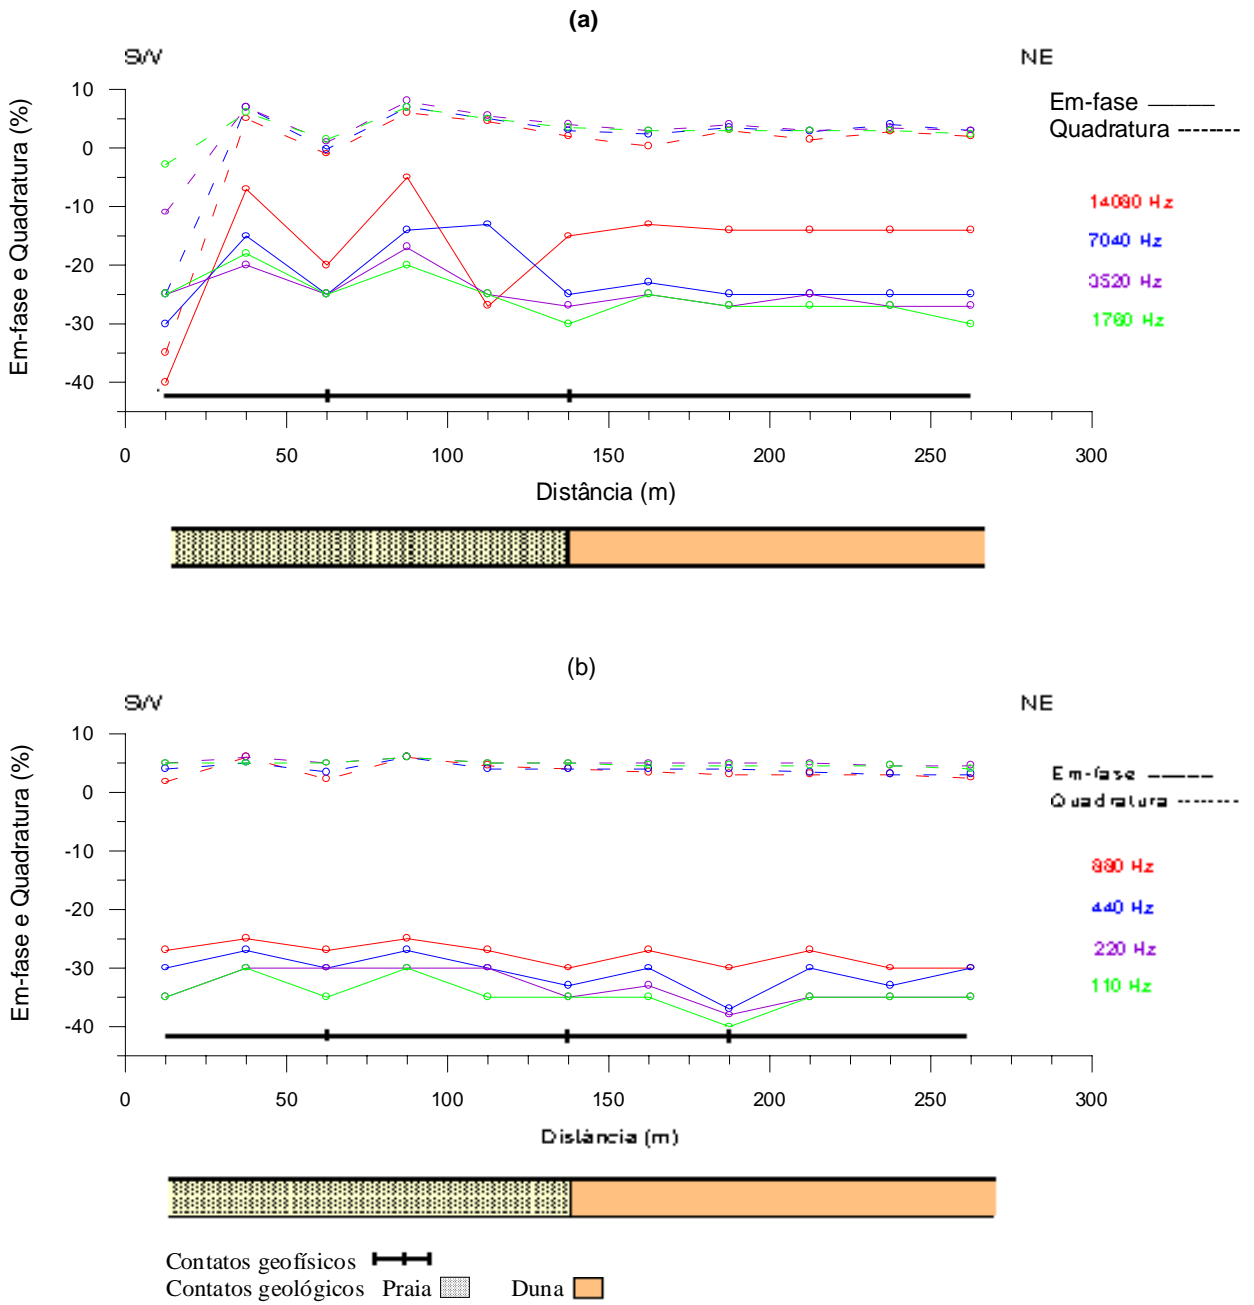 (a)
SW
NE
Em-fase
Quadratura
Em-fase e Quadratura (%)
10
0
-10
-20
-30
-40
14080 Hz
7040 Hz
3520 Hz
1760 Hz
0
50
100
150
200
250
300
Distância (m)
(b)
SW
NE
Em-fase
Quadratura
Em-fase e Quadratura (%)
10
0
-10
-20
-30
-40
880 Hz
440 Hz
220 Hz
110 Hz
0
50
100
150
200
250
300
Distância (m)
Contatos geofísicos
Contatos geológicos Praia Duna